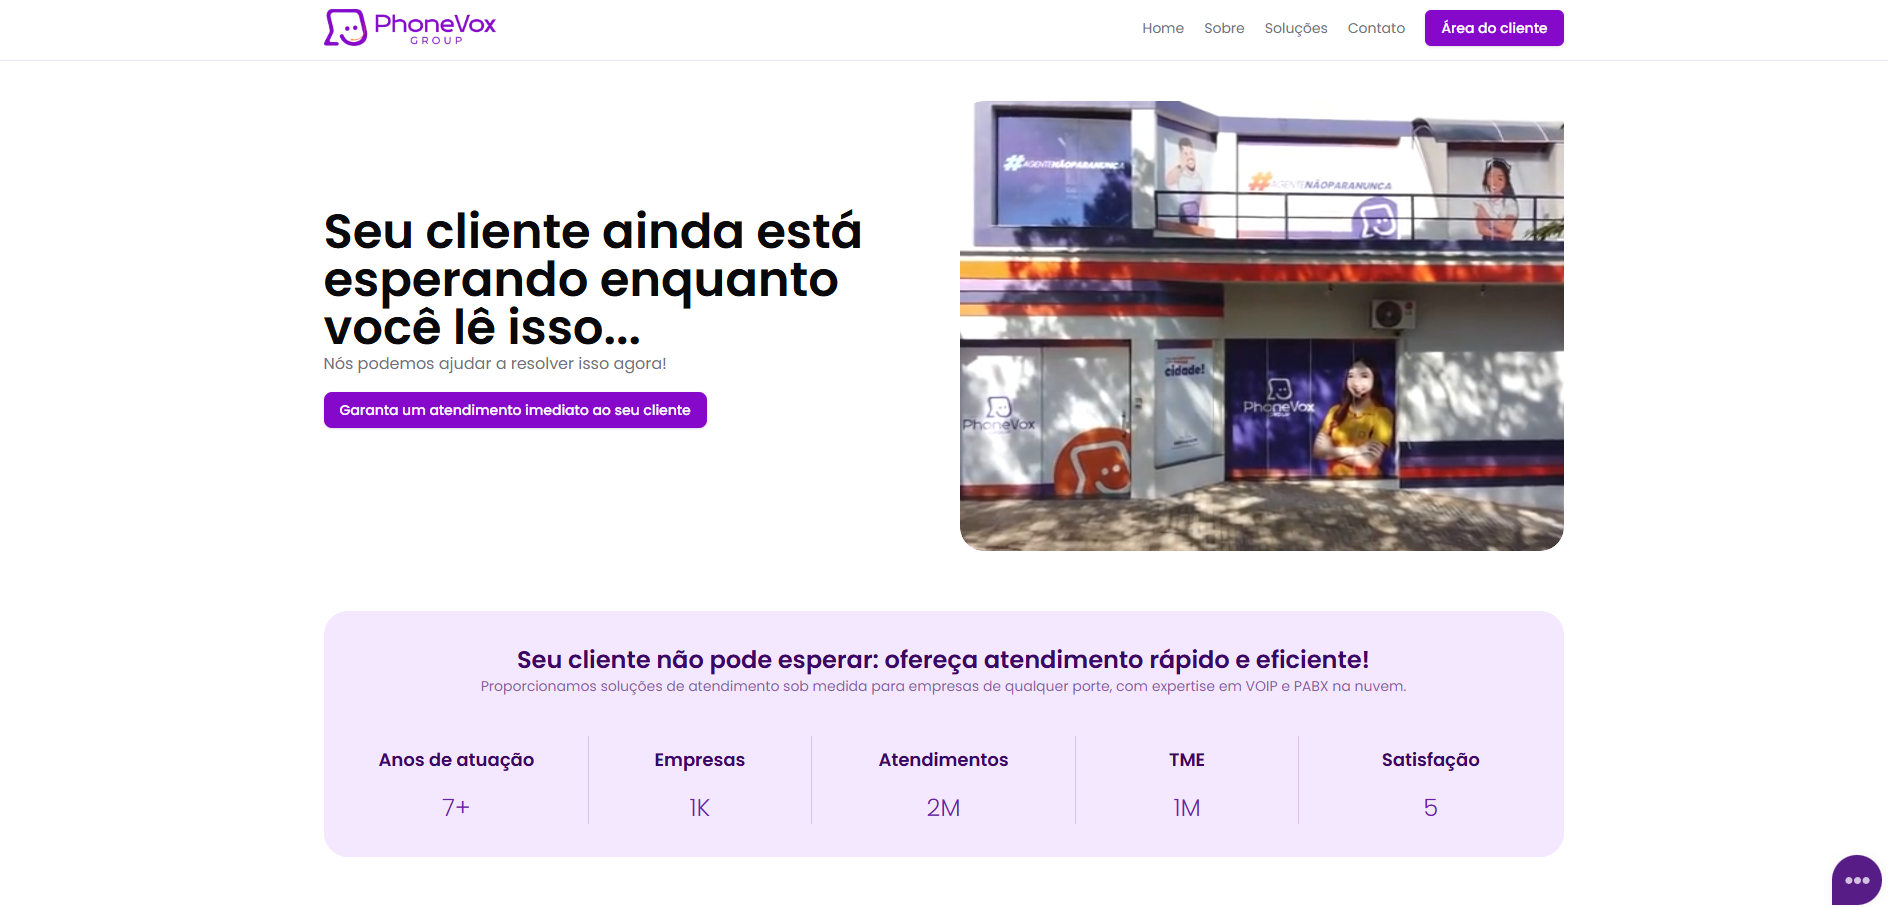 PhoneVox
GROUP
Home Sobre Soluções Contato Área do cliente
#AGENTENÃOPARANUNCA
#AGENTENÃOPARANUNCA
Seu cliente ainda está
esperando enquanto
você lê isso...
Nós podemos ajudar a resolver isso agora!
Garanta um atendimento imediato ao seu cliente
cidade!
PhoneVox
PhoneVox
Seu cliente não pode esperar: ofereça atendimento rápido e eficiente!
Proporcionamos soluções de atendimento sob medida para empresas de qualquer porte, com expertise em VOIP e PABX na nuvem.
Anos de atuação Empresas Atendimentos TME Satisfação
7+ 1K 2M 1M 5